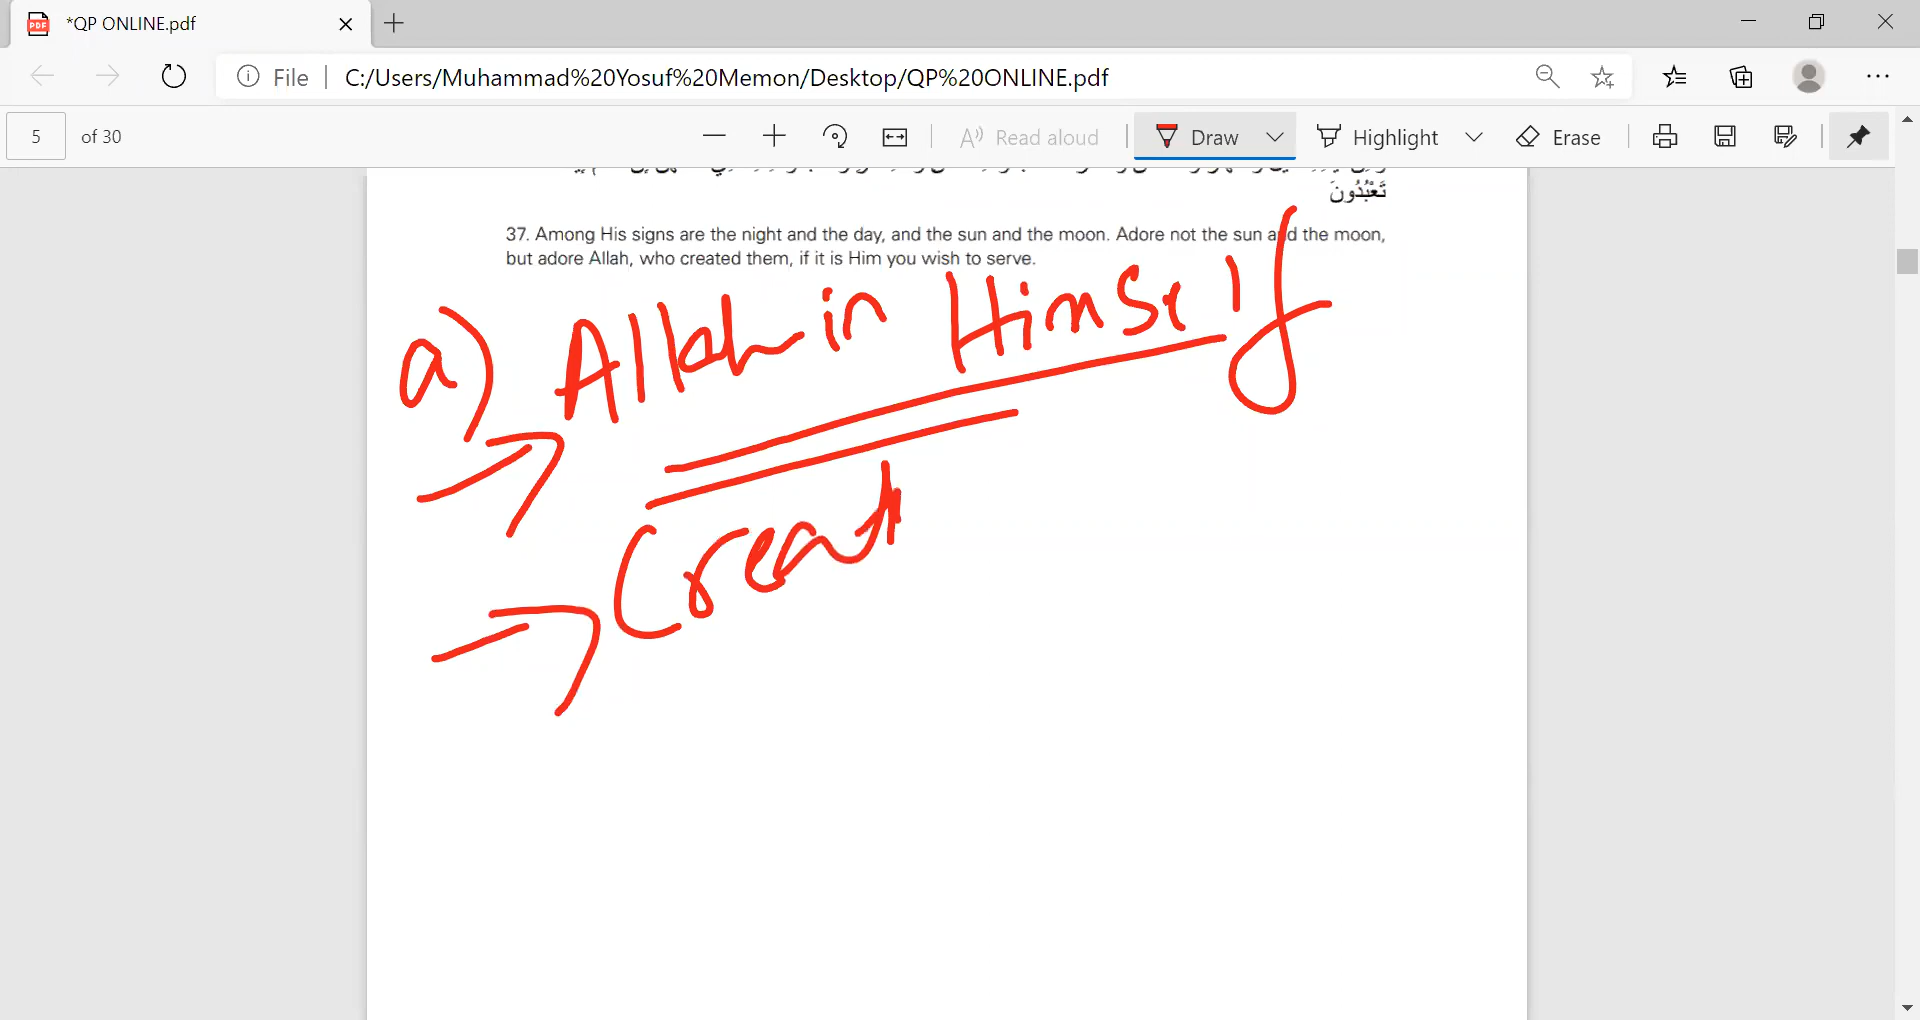 *QP ONLINE.pdf
File | C:/Users/Muhammad%20Yosuf%20Memon/Desktop/QP%20ONLINE.pdf
5 of 30 Read aloud Draw Highlight Erase
تَعْبُدُونَ
37. Among His signs are the night and the day, and the sun and the moon. Adore not the sun and the moon,
but adore Allah, who created them, if it is Him you wish to serve.
a) Allah in Himself
Creat